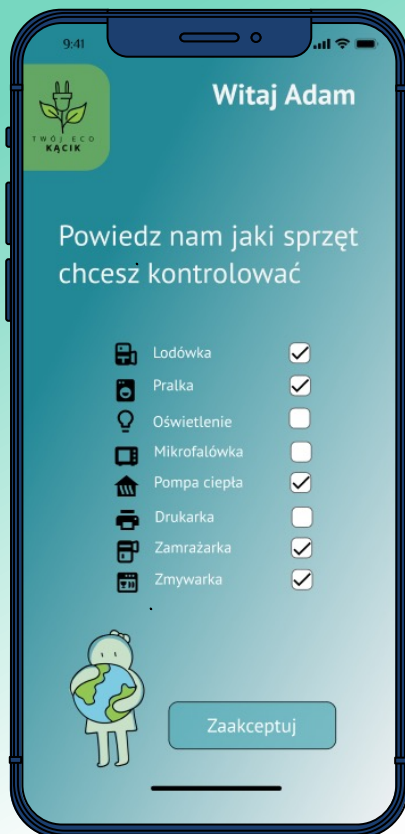 9:41
TWÓJ ECO
KĄCIK
Witaj Adam
Powiedz nam jaki sprzęt
chcesz kontrolować
Lodówka
Pralka
Oświetlenie
Mikrofalówka
Pompa ciepła
Drukarka
Zamrażarka
Zmywarka
Zaakceptuj